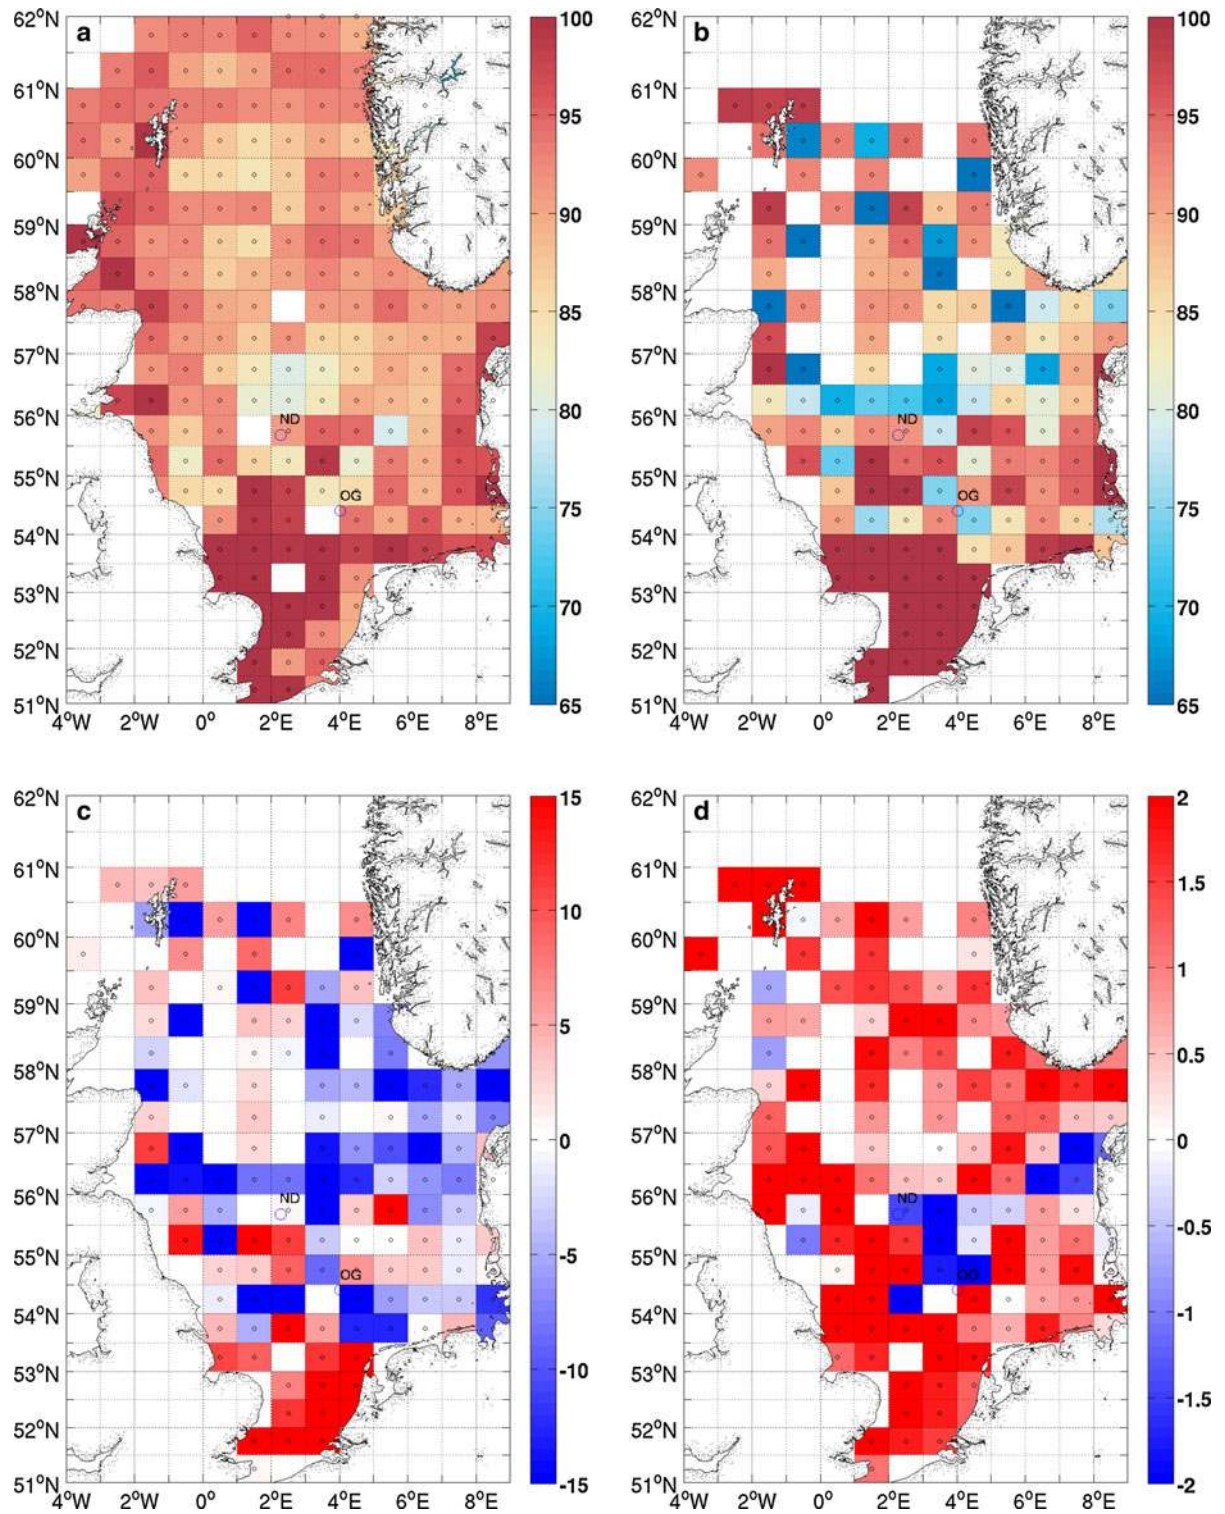 a
62°N
61°N
60°N
59°N
58°N
57°N
56°N
55°N
54°N
53°N
52°N
51°N
4°W 2°W 0° 2°E 4°E 6°E 8°E
ND
OG
100
95
90
85
80
75
70
65
b
62°N
61°N
60°N
59°N
58°N
57°N
56°N
55°N
54°N
53°N
52°N
51°N
4°W 2°W 0° 2°E 4°E 6°E 8°E
ND
OG
100
95
90
85
80
75
70
65
c
62°N
61°N
60°N
59°N
58°N
57°N
56°N
55°N
54°N
53°N
52°N
51°N
4°W 2°W 0° 2°E 4°E 6°E 8°E
ND
OG
15
10
5
0
-5
-10
-15
d
62°N
61°N
60°N
59°N
58°N
57°N
56°N
55°N
54°N
53°N
52°N
51°N
4°W 2°W 0° 2°E 4°E 6°E 8°E
ND
OG
2
1.5
1
0.5
0
-0.5
-1
-1.5
-2